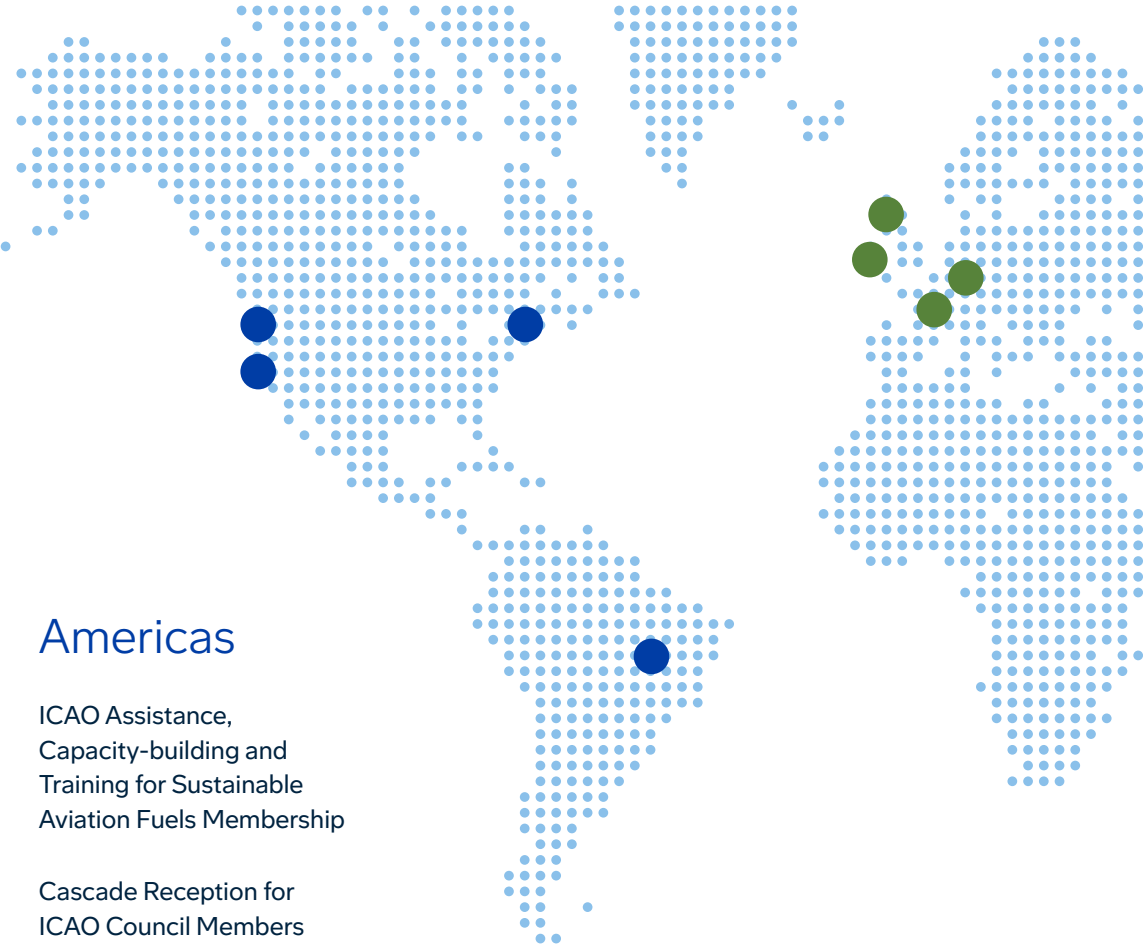 Americas
ICAO Assistance,
Capacity-building and
Training for Sustainable
Aviation Fuels Membership
Cascade Reception for
ICAO Council Members